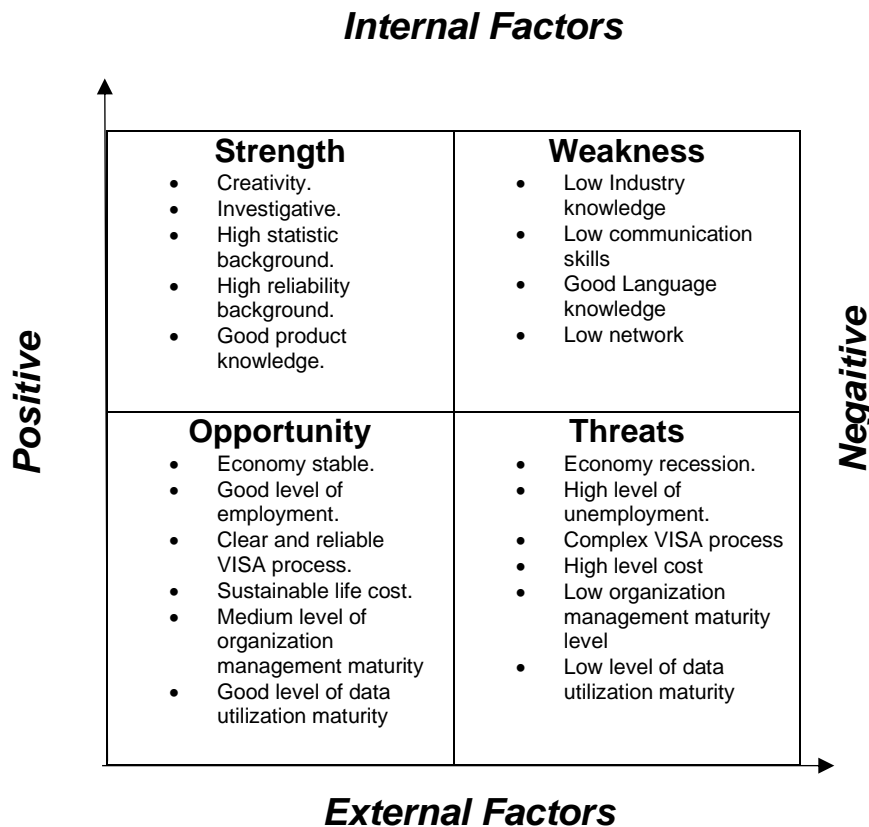 Internal Factors
Strength
• Creativity.
• Investigative.
• High statistic
background.
• High reliability
background.
• Good product
knowledge.
Weakness
• Low Industry
knowledge
• Low communication
skills
• Good Language
knowledge
• Low network
Positive
Negaitive
Opportunity
• Economy stable.
• Good level of
employment.
• Clear and reliable
VISA process.
• Sustainable life cost.
• Medium level of
organization
management maturity
• Good level of data
utilization maturity
Threats
• Economy recession.
• High level of
unemployment.
• Complex VISA process
• High level cost
• Low organization
management maturity
level
• Low level of data
utilization maturity
External Factors